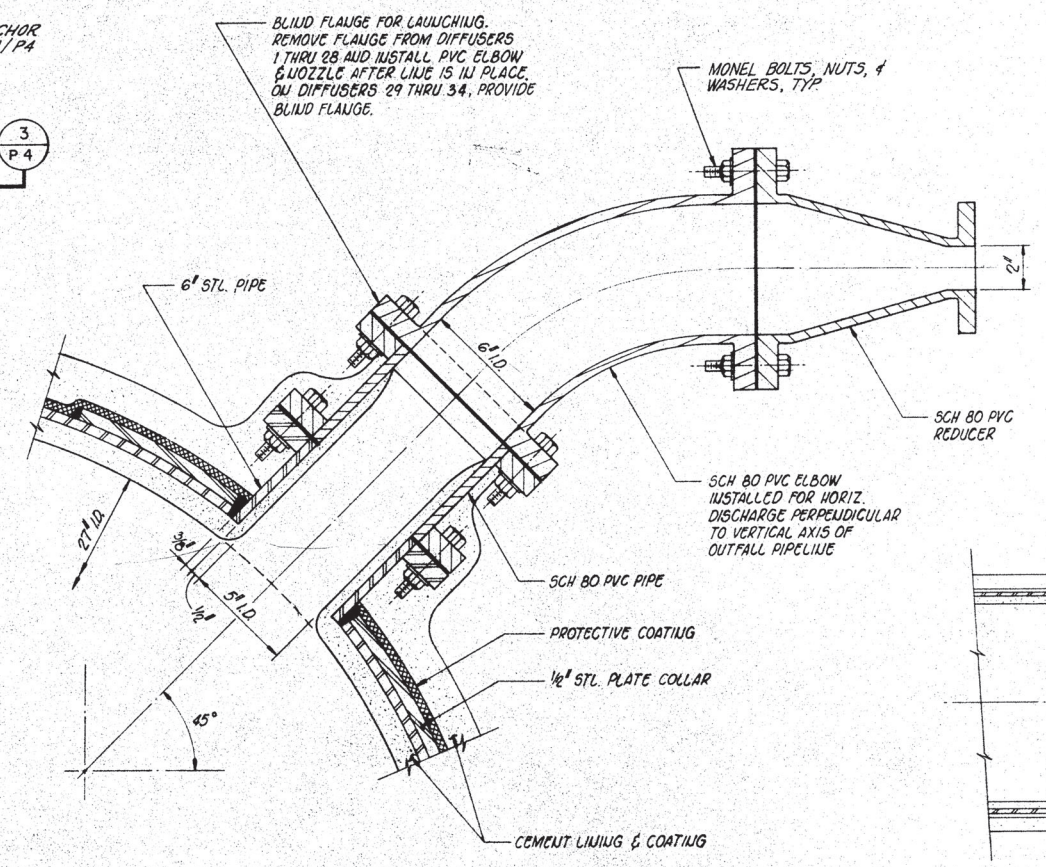 CHOR
/P4
3
P4
BLIND FLANGE FOR LAUNCHING.
REMOVE FLANGE FROM DIFFUSERS
1 THRU 28 AND INSTALL PVC ELBOW
& NOZZLE AFTER LINE IS IN PLACE.
ON DIFFUSERS 29 THRU 34, PROVIDE
BLIND FLANGE.
MONEL BOLTS, NUTS, &
WASHERS, TYP.
6" STL. PIPE
6" I.D.
2"
SCH 80 PVC
REDUCER
SCH 80 PVC ELBOW
INSTALLED FOR HORIZ.
DISCHARGE PERPENDICULAR
TO VERTICAL AXIS OF
OUTFALL PIPELINE
27" I.D.
3/8"
1/2"
5" I.D.
SCH 80 PVC PIPE
PROTECTIVE COATING
1/2" STL. PLATE COLLAR
45°
CEMENT LINING & COATING